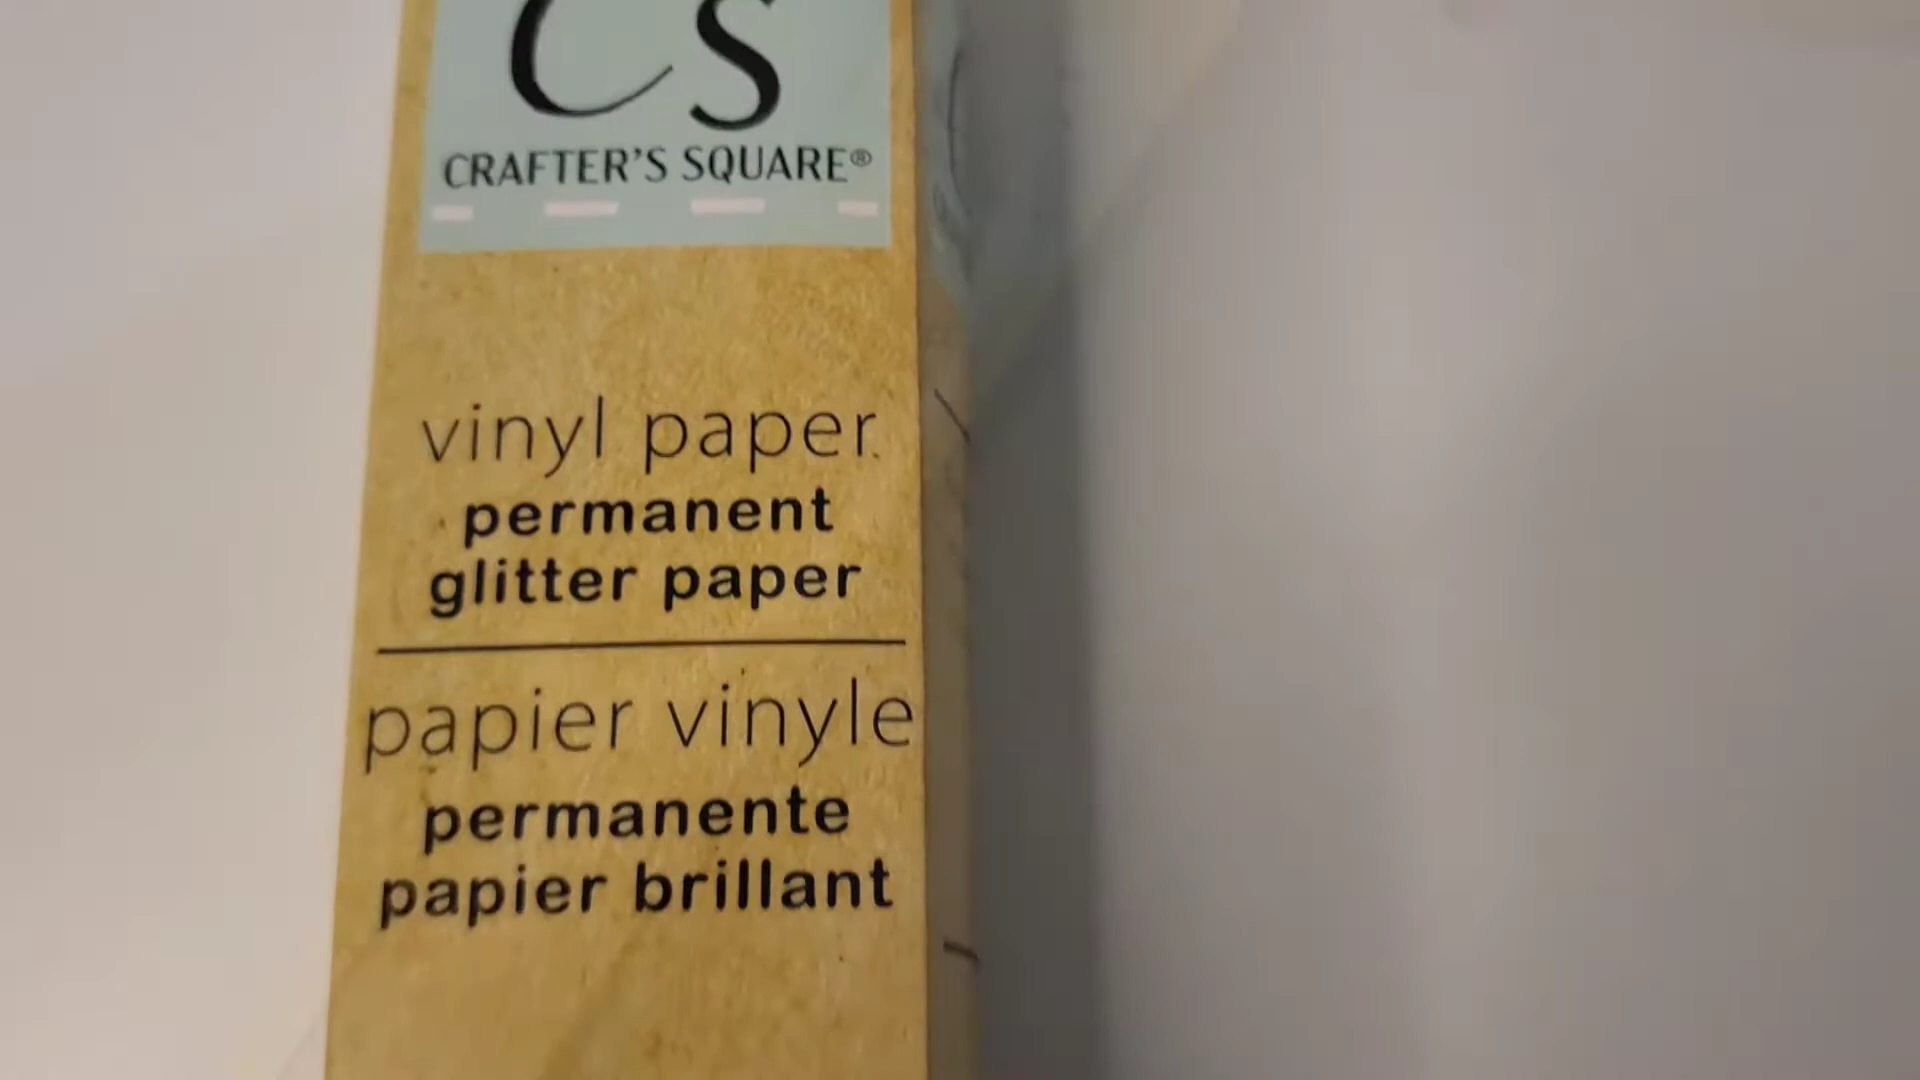 Cs
CRAFTER'S SQUARE®
vinyl paper
permanent
glitter paper
papier vinyle
permanente
papier brillant